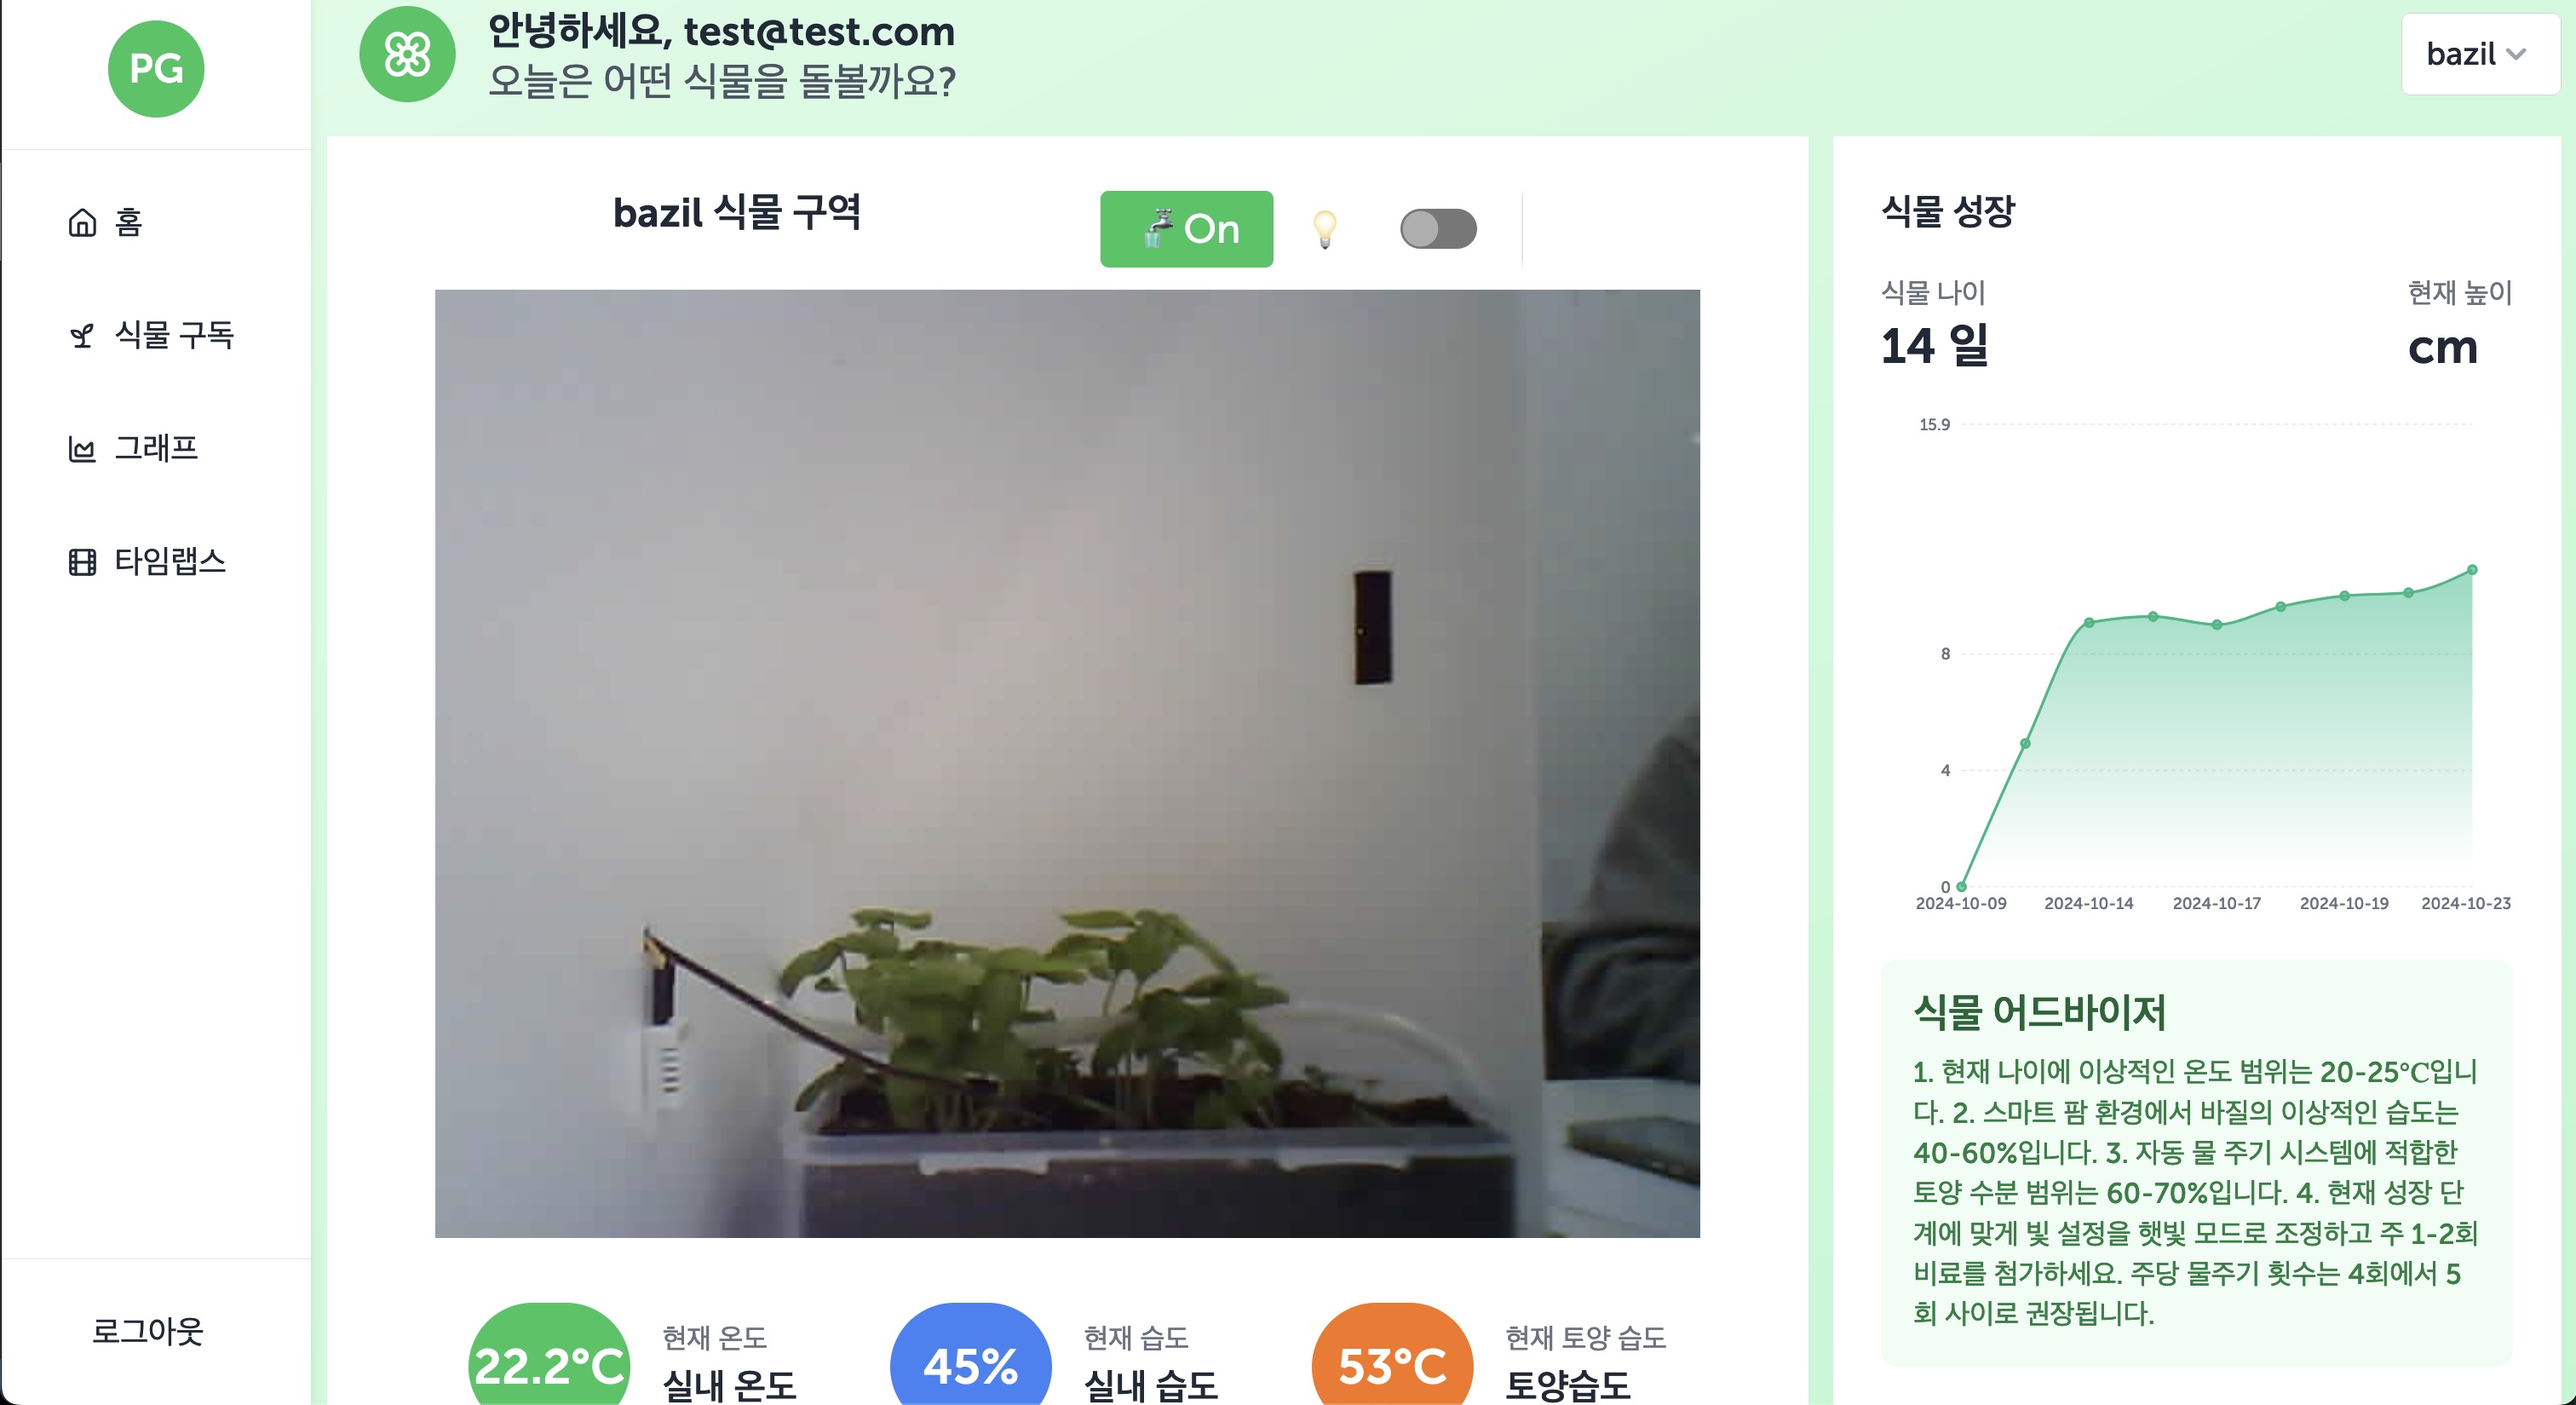 PG
홈
식물 구독
그래프
타임랩스
로그아웃
안녕하세요, test@test.com
오늘은 어떤 식물을 돌볼까요?
bazil
bazil 식물 구역
On
22.2°C
현재 온도
실내 온도
45%
현재 습도
실내 습도
53°C
현재 토양 습도
토양습도
식물 성장
식물 나이
14 일
현재 높이
cm
15.9
8
4
0
2024-10-09 2024-10-14 2024-10-17 2024-10-19 2024-10-23
식물 어드바이저
1. 현재 나이에 이상적인 온도 범위는 20-25°C입니
다. 2. 스마트 팜 환경에서 바질의 이상적인 습도는
40-60%입니다. 3. 자동 물 주기 시스템에 적합한
토양 수분 범위는 60-70%입니다. 4. 현재 성장 단
계에 맞게 빛 설정을 햇빛 모드로 조정하고 주 1-2회
비료를 첨가하세요. 주당 물주기 횟수는 4회에서 5
회 사이로 권장됩니다.